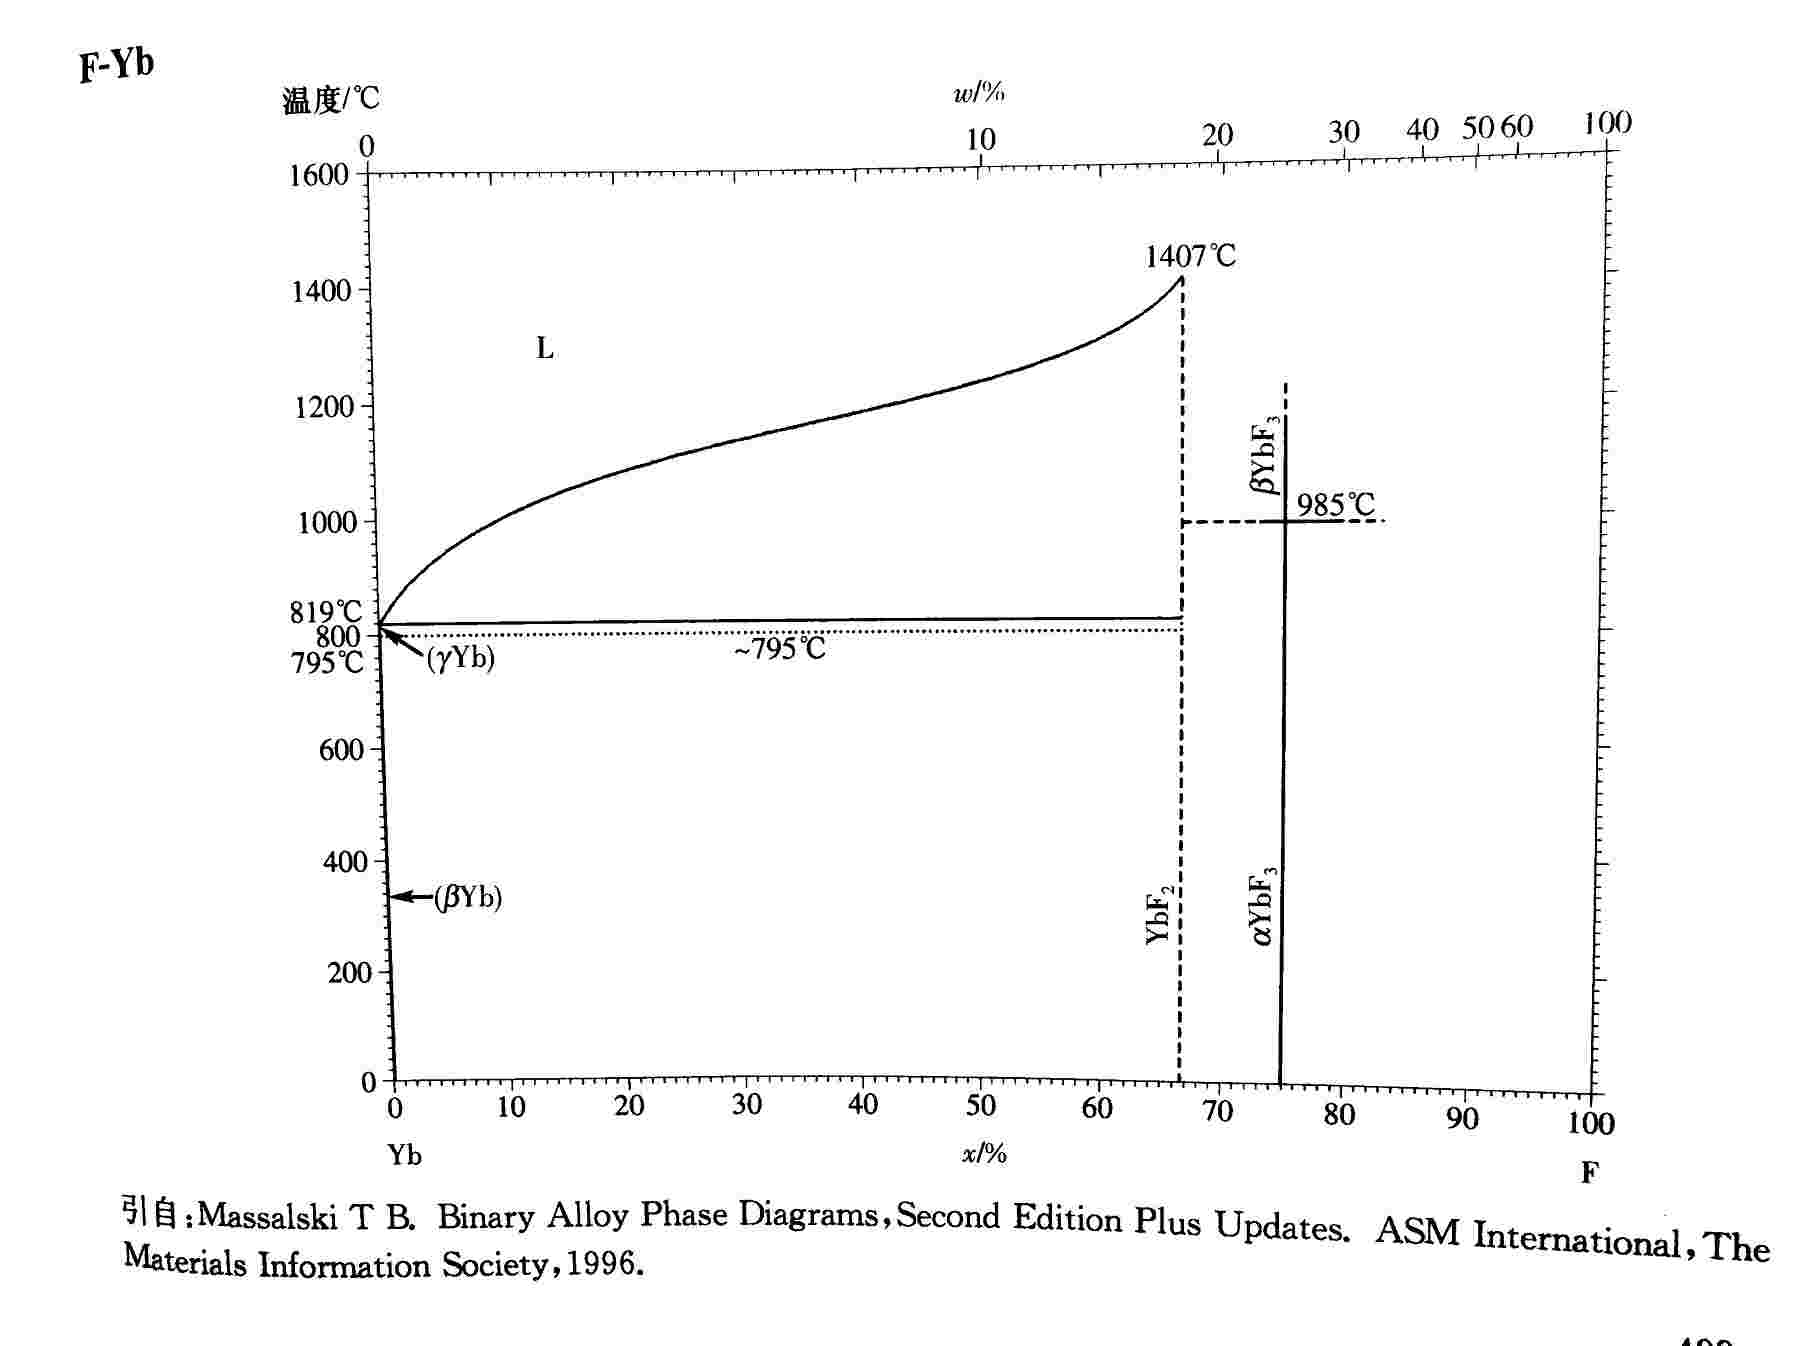 F-Yb
温度/℃
w/%
0 10 20 30 40 50 60 100
1600
1407℃
1400
L
1200
βYbF₃
985℃
1000
819℃
800
795℃
(γYb)
~795℃
600
400
(βYb)
YbF₂
αYbF₃
200
0
0 10 20 30 40 50 60 70 80 90 100
Yb
x/%
F
引自:Massalski T B. Binary Alloy Phase Diagrams,Second Edition Plus Updates. ASM International,The
Materials Information Society,1996.